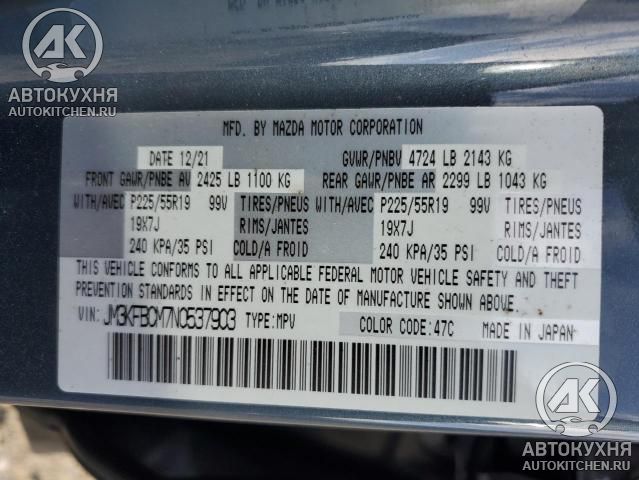 AK
АВТОКУХНЯ
AUTOKITCHEN.RU
MFD. BY MAZDA MOTOR CORPORATION
DATE 12/21 GVWR/PNBV 4724 LB 2143 KG
FRONT GAWR/PNBE AV 2425 LB 1100 KG REAR GAWR/PNBE AR 2299 LB 1043 KG
WITH/AVEC P225/55R19 99V TIRES/PNEUS WITH/AVEC P225/55R19 99V TIRES/PNEUS
19X7J RIMS/JANTES 19X7J RIMS/JANTES
240 KPA/35 PSI COLD/A FROID 240 KPA/35 PSI COLD/A FROID
THIS VEHICLE CONFORMS TO ALL APPLICABLE FEDERAL MOTOR VEHICLE SAFETY AND THEFT
PREVENTION STANDARDS IN EFFECT ON THE DATE OF MANUFACTURE SHOWN ABOVE.
VIN: JM3KFBCM7N0537903 TYPE:MPV COLOR CODE:47C MADE IN JAPAN
AK
АВТОКУХНЯ
AUTOKITCHEN.RU